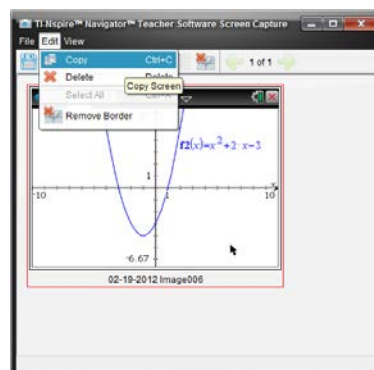 TI-Nspire™ Navigator™ Teacher Software Screen Capture
File Edit View
Copy Ctrl+C
1 of 1
Delete Delete
Copy Screen
Select All
Remove Border
f2(x)=x²+2·x-3
1
-10
10
-6.67
02-19-2012 Image006